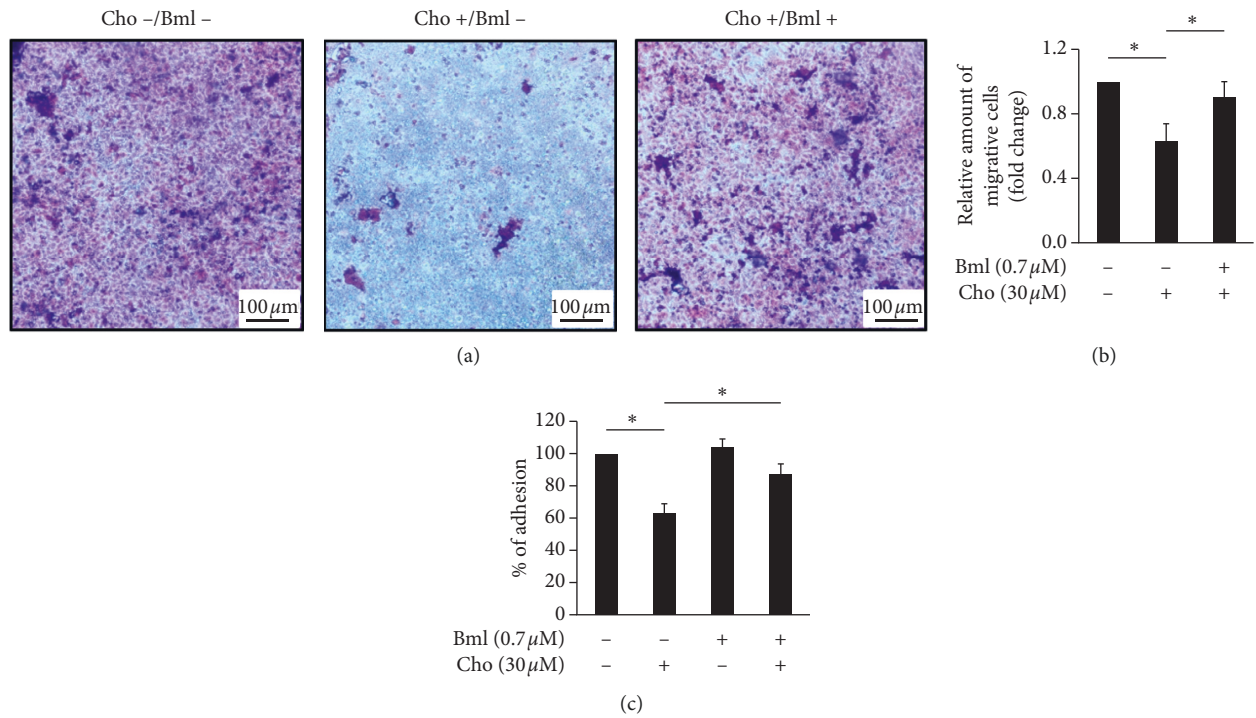 Cho –/Bml –
Cho +/Bml –
Cho +/Bml +
100 μm
100 μm
100 μm
(a)
Relative amount of
migrative cells
(fold change)
1.2
0.8
0.4
0.0
*
*
Bml (0.7 μM) – – +
Cho (30 μM) – + +
(b)
% of adhesion
120
100
80
60
40
20
0
*
*
Bml (0.7 μM) – – + +
Cho (30 μM) – + – +
(c)